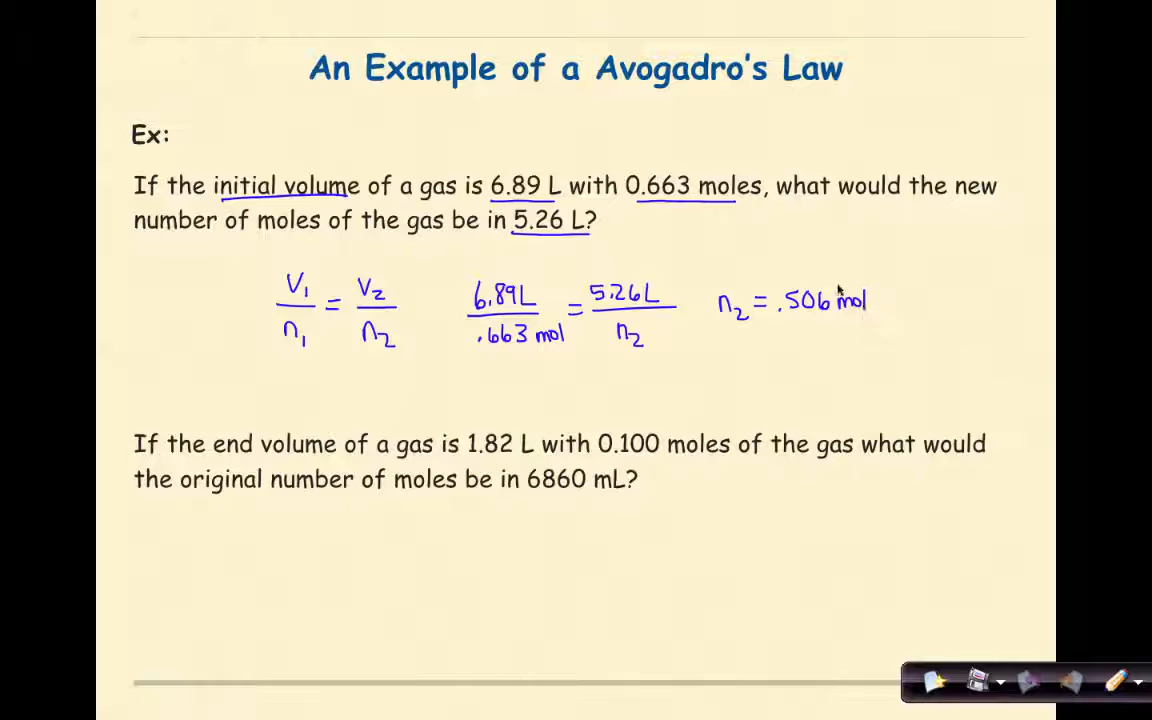 An Example of a Avogadro's Law
Ex:
If the initial volume of a gas is 6.89 L with 0.663 moles, what would the new
number of moles of the gas be in 5.26 L?
V₁/n₁ = V₂/n₂   6.89L/.663 mol = 5.26L/n₂   n₂ = .506 mol
If the end volume of a gas is 1.82 L with 0.100 moles of the gas what would
the original number of moles be in 6860 mL?